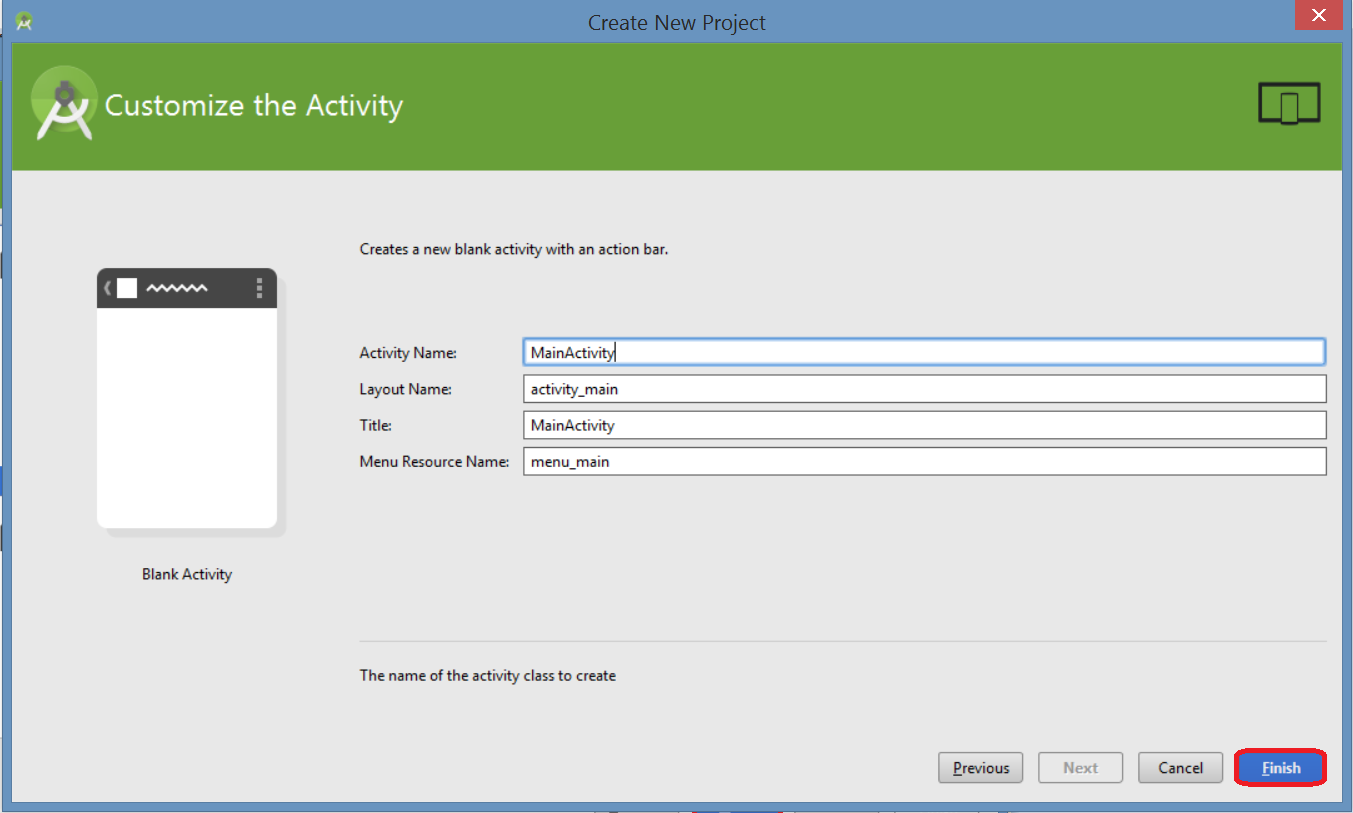 Create New Project
Customize the Activity
Creates a new blank activity with an action bar.
Activity Name: MainActivity
Layout Name: activity_main
Title: MainActivity
Menu Resource Name: menu_main
Blank Activity
The name of the activity class to create
Previous Next Cancel Finish